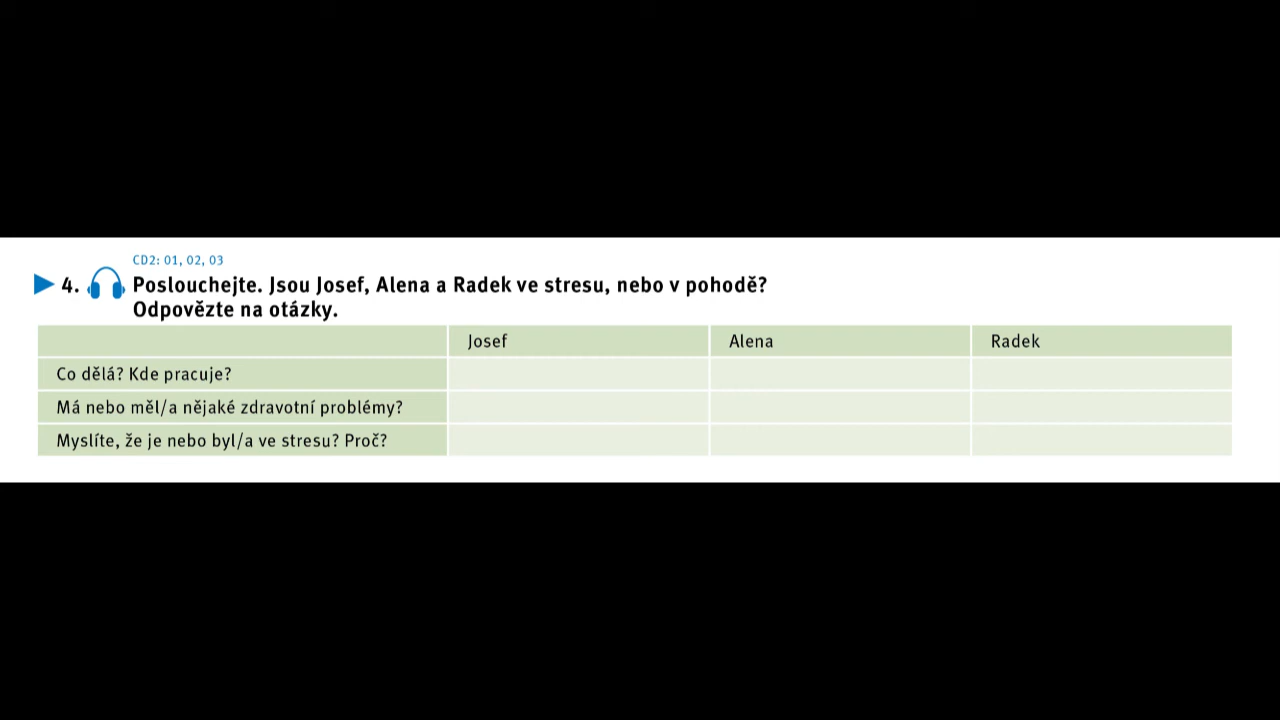 CD2: 01, 02, 03
4. Poslouchejte. Jsou Josef, Alena a Radek ve stresu, nebo v pohodě?
Odpovězte na otázky.
Josef Alena Radek
Co dělá? Kde pracuje?
Má nebo měl/a nějaké zdravotní problémy?
Myslíte, že je nebo byl/a ve stresu? Proč?